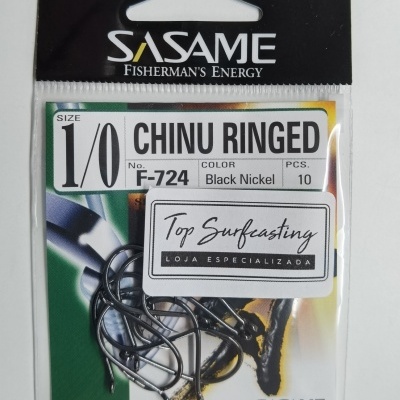 SASAME
FISHERMAN'S ENERGY
SIZE
1/0
CHINU RINGED
No.
F-724
COLOR
Black Nickel
PCS.
10
Top Surfcasting
LOJA ESPECIALIZADA